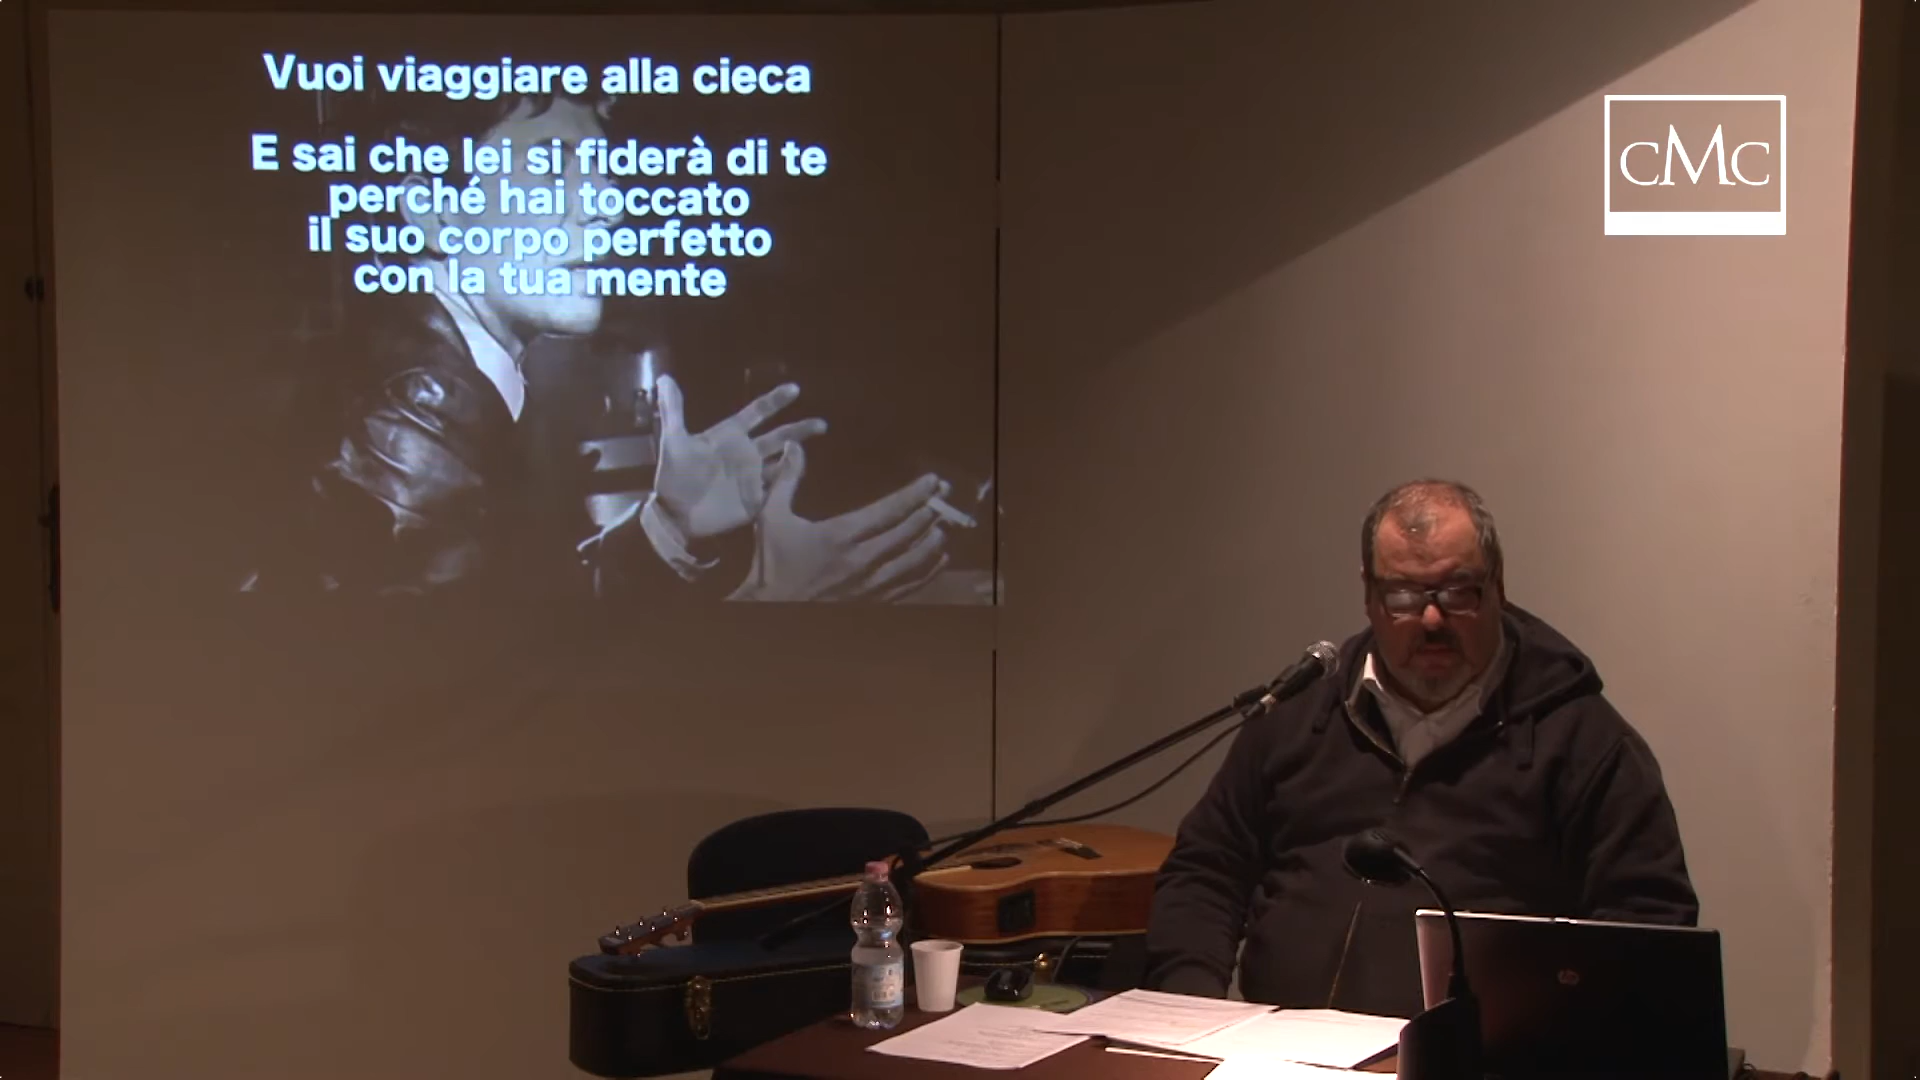 Vuoi viaggiare alla cieca
E sai che lei si fiderà di te
perché hai toccato
il suo corpo perfetto
con la tua mente
CMC
hp